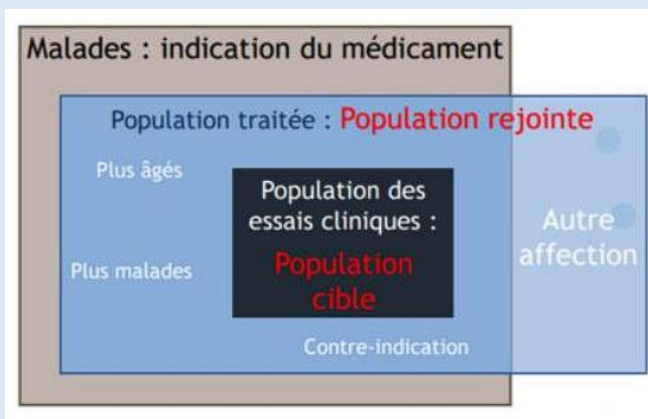 Malades : indication du médicament
Population traitée : Population rejointe
Plus âgés
Population des
essais cliniques :
Population
cible
Autre
affection
Plus malades
Contre-indication